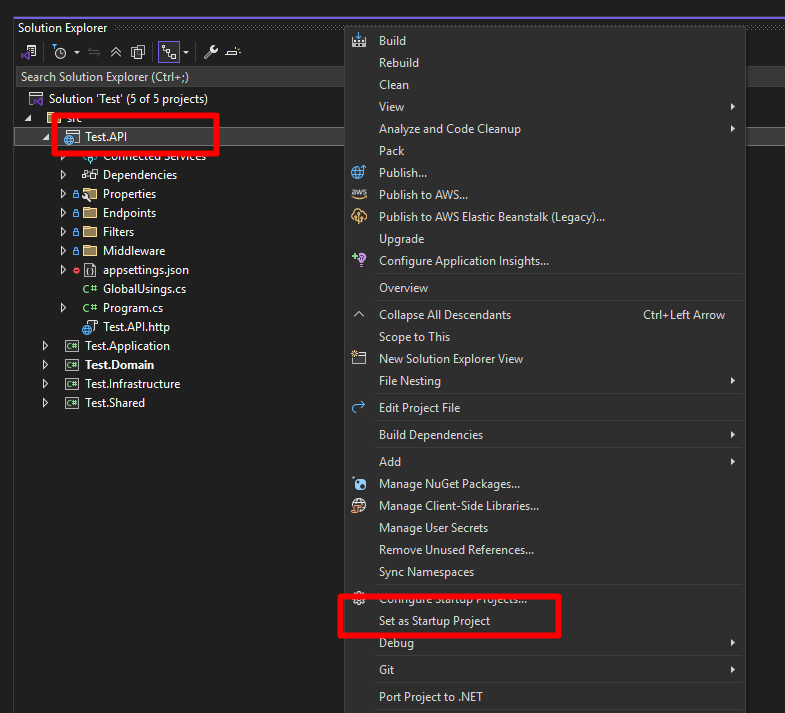 Solution Explorer
Search Solution Explorer (Ctrl+;)
Solution 'Test' (5 of 5 projects)
src
Test.API
Connected Services
Dependencies
Properties
Endpoints
Filters
Middleware
appsettings.json
C# GlobalUsings.cs
C# Program.cs
Test.API.http
C# Test.Application
C# Test.Domain
C# Test.Infrastructure
C# Test.Shared
Build
Rebuild
Clean
View
Analyze and Code Cleanup
Pack
Publish...
aws Publish to AWS...
Publish to AWS Elastic Beanstalk (Legacy)...
Upgrade
Configure Application Insights...
Overview
Collapse All Descendants Ctrl+Left Arrow
Scope to This
New Solution Explorer View
File Nesting
Edit Project File
Build Dependencies
Add
Manage NuGet Packages...
Manage Client-Side Libraries...
Manage User Secrets
Remove Unused References...
Sync Namespaces
Configure Startup Projects...
Set as Startup Project
Debug
Git
Port Project to .NET